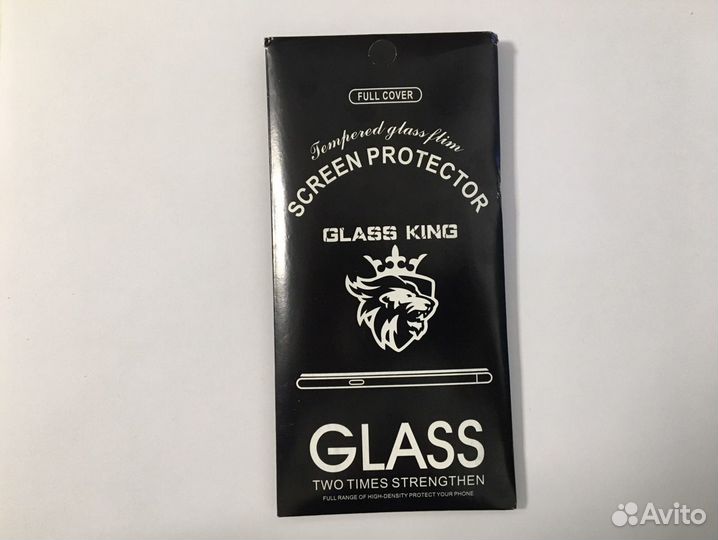 FULL COVER
Tempered glass flim
SCREEN PROTECTOR
GLASS KING
GLASS
TWO TIMES STRENGTHEN
FULL RANGE OF HIGH-DENSITY PROTECT YOUR PHONE
Avito